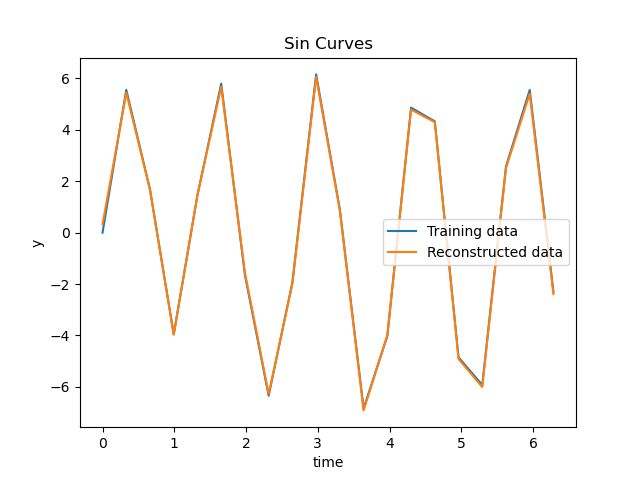 Sin Curves
6
4
2
0
−2
−4
−6
y
Training data
Reconstructed data
0 1 2 3 4 5 6
time